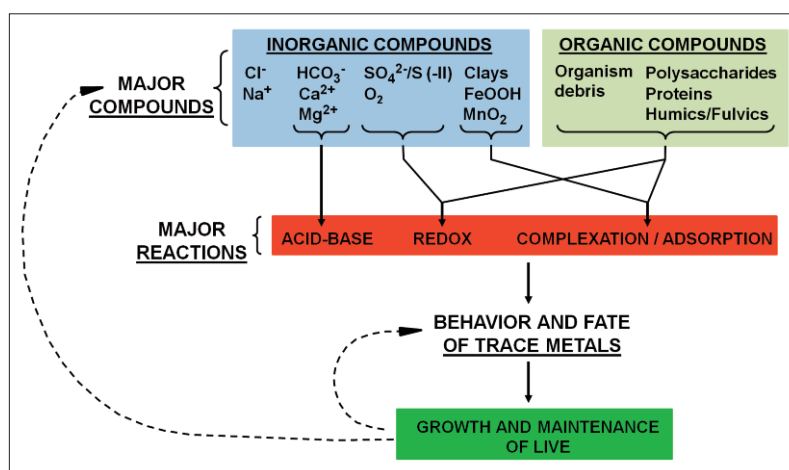 INORGANIC COMPOUNDS
ORGANIC COMPOUNDS
MAJOR
COMPOUNDS
Cl⁻
Na⁺
HCO₃⁻
Ca²⁺
Mg²⁺
SO₄²⁻/S (-II)
O₂
Clays
FeOOH
MnO₂
Organism
debris
Polysaccharides
Proteins
Humics/Fulvics
MAJOR
REACTIONS
ACID-BASE
REDOX
COMPLEXATION / ADSORPTION
BEHAVIOR AND FATE
OF TRACE METALS
GROWTH AND MAINTENANCE
OF LIVE